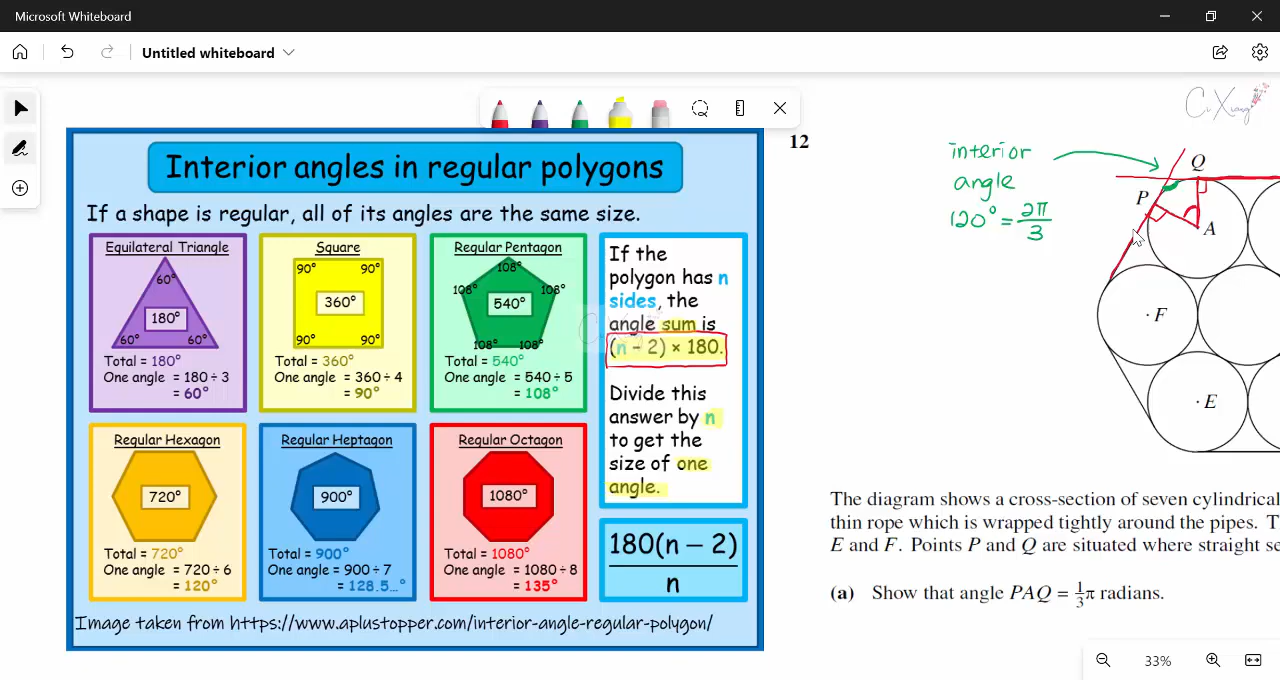 Microsoft Whiteboard
Untitled whiteboard
Ci Xiang
Interior angles in regular polygons
If a shape is regular, all of its angles are the same size.
Equilateral Triangle
60°
180°
60°
60°
Total = 180°
One angle = 180 ÷ 3
= 60°
Square
90°
90°
360°
90°
90°
Total = 360°
One angle = 360 ÷ 4
= 90°
Regular Pentagon
108°
108°
108°
540°
108°
108°
Total = 540°
One angle = 540 ÷ 5
= 108°
If the
polygon has n
sides, the
angle sum is
(n − 2) × 180.
Divide this
answer by n
to get the
size of one
angle.
Regular Hexagon
720°
Total = 720°
One angle = 720 ÷ 6
= 120°
Regular Heptagon
900°
Total = 900°
One angle = 900 ÷ 7
= 128.5...°
Regular Octagon
1080°
Total = 1080°
One angle = 1080 ÷ 8
= 135°
180(n − 2)
n
Image taken from https://www.aplustopper.com/interior-angle-regular-polygon/
12
interior
angle
120° = 2π/3
Q
P
A
F
E
The diagram shows a cross-section of seven cylindrical
thin rope which is wrapped tightly around the pipes. T
E and F. Points P and Q are situated where straight se
(a) Show that angle PAQ = 1/3π radians.
33%